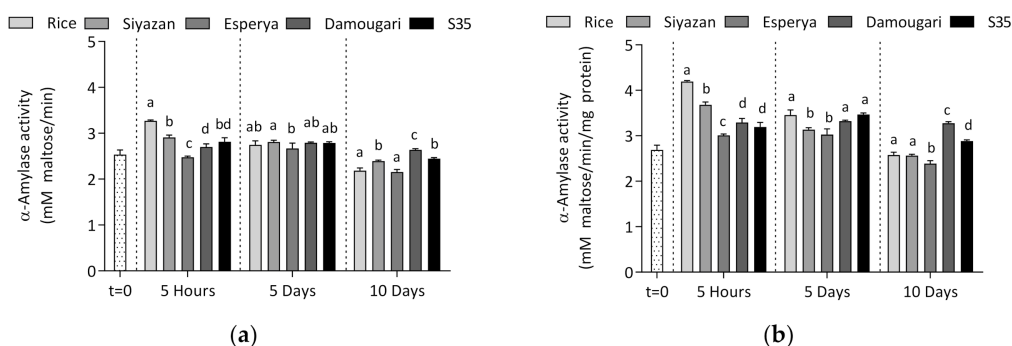 Rice Siyazan Esperya Damougari S35
α-Amylase activity
(mM maltose/min)
5
4
3
2
1
0
a
b
c
d
bd
ab
a
b
ab
ab
a
b
a
c
b
t=0 5 Hours 5 Days 10 Days
(a)
Rice Siyazan Esperya Damougari S35
α-Amylase activity
(mM maltose/min/mg protein)
5
4
3
2
1
0
a
b
c
d
d
a
b
b
a
a
a
a
b
c
d
t=0 5 Hours 5 Days 10 Days
(b)